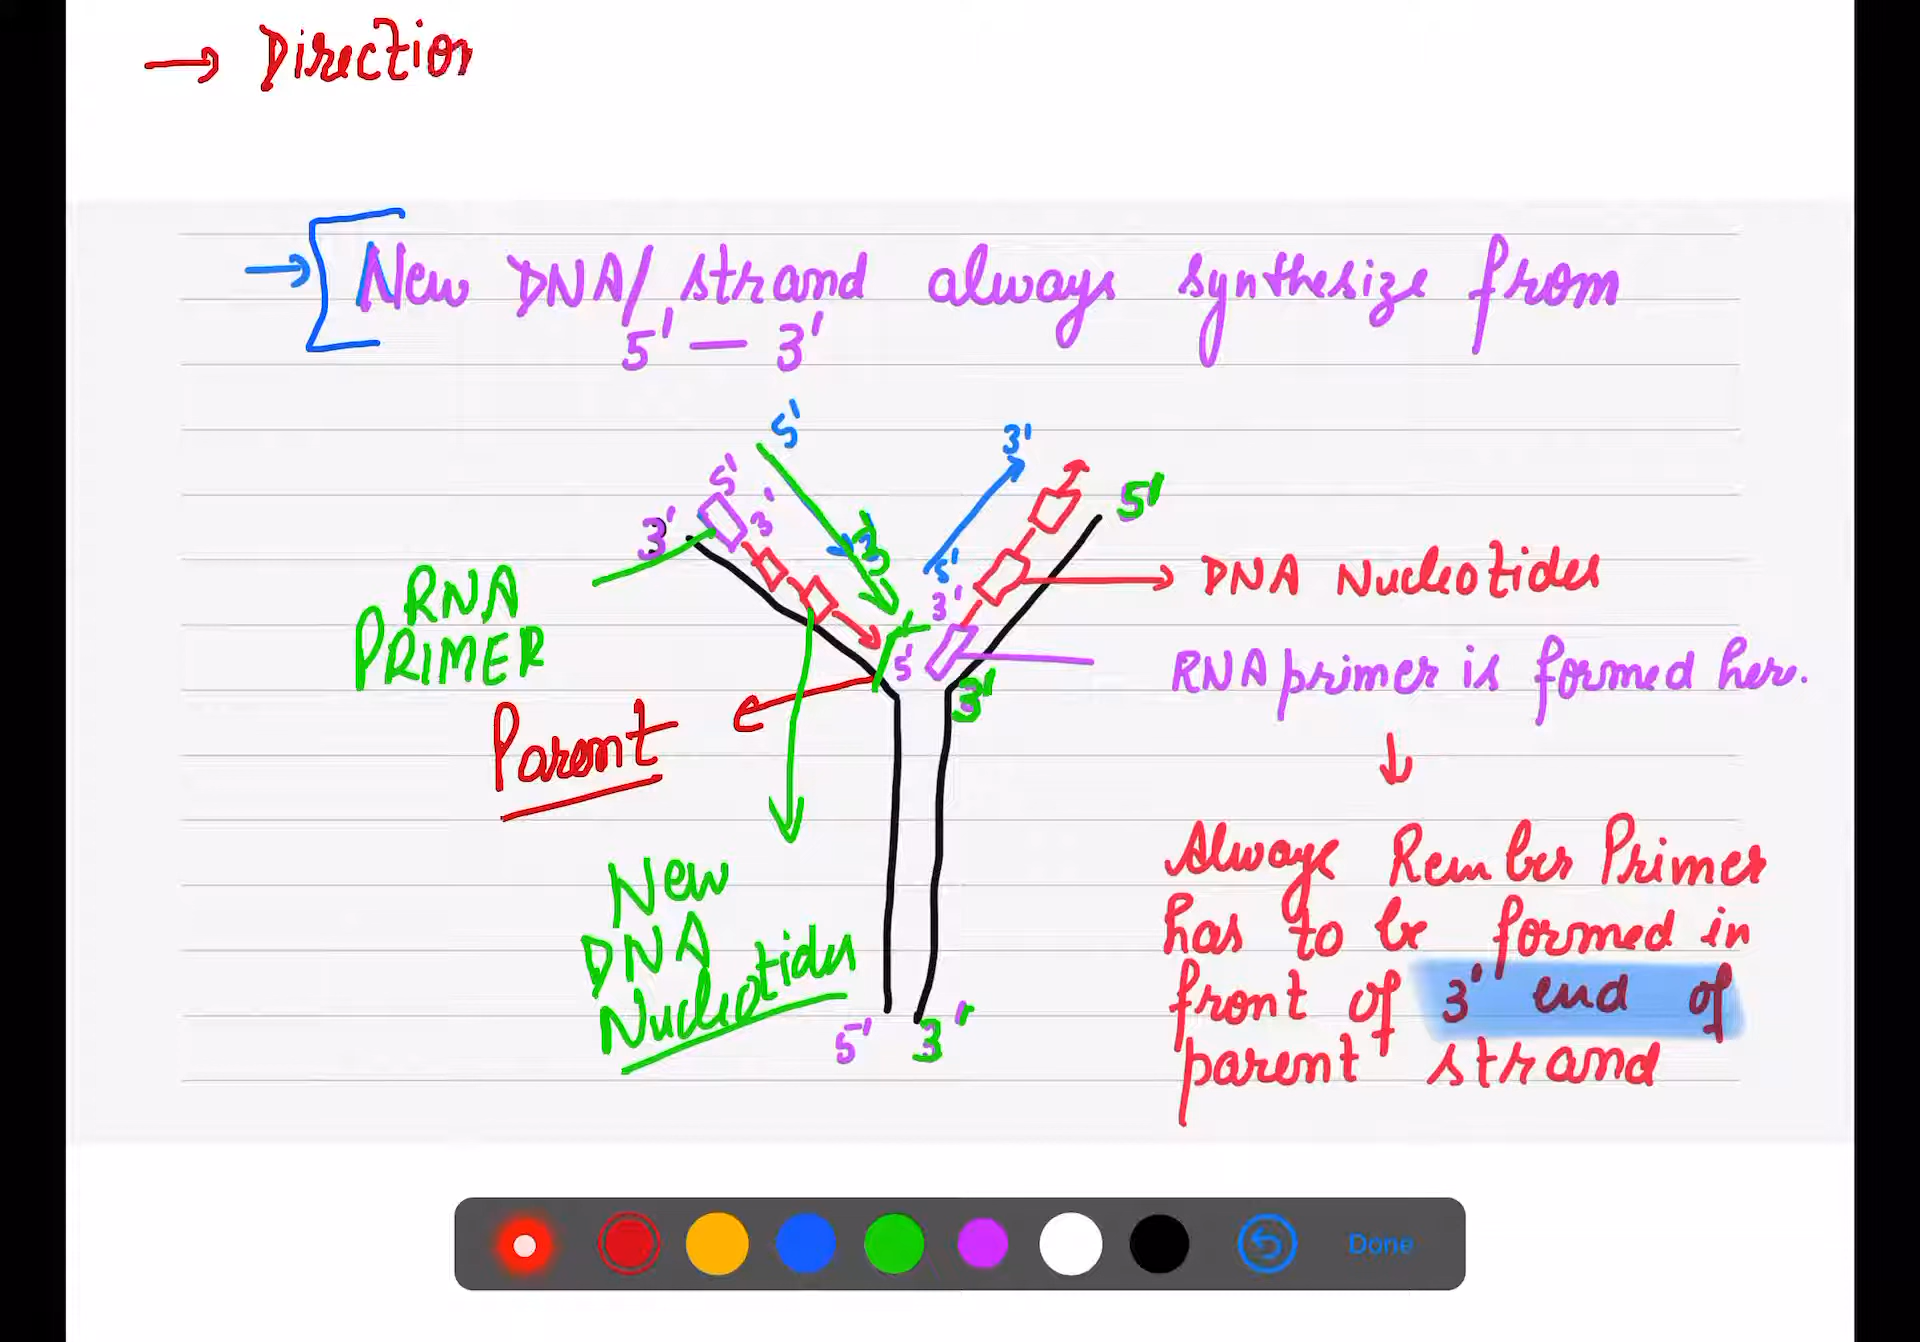 → Direction
→ New DNA/ strand always synthesize from
5' — 3'
5'
3'
5'
3'
3'
5'
3
5'
3'
5'
3'
RNA
PRIMER
Parent
New
DNA
Nucleotides
→ DNA Nucleotides
RNA primer is formed here.
↓
Always Remmber Primer
has to be formed in
front of 3' end of
parent strand
5' 3'
Done